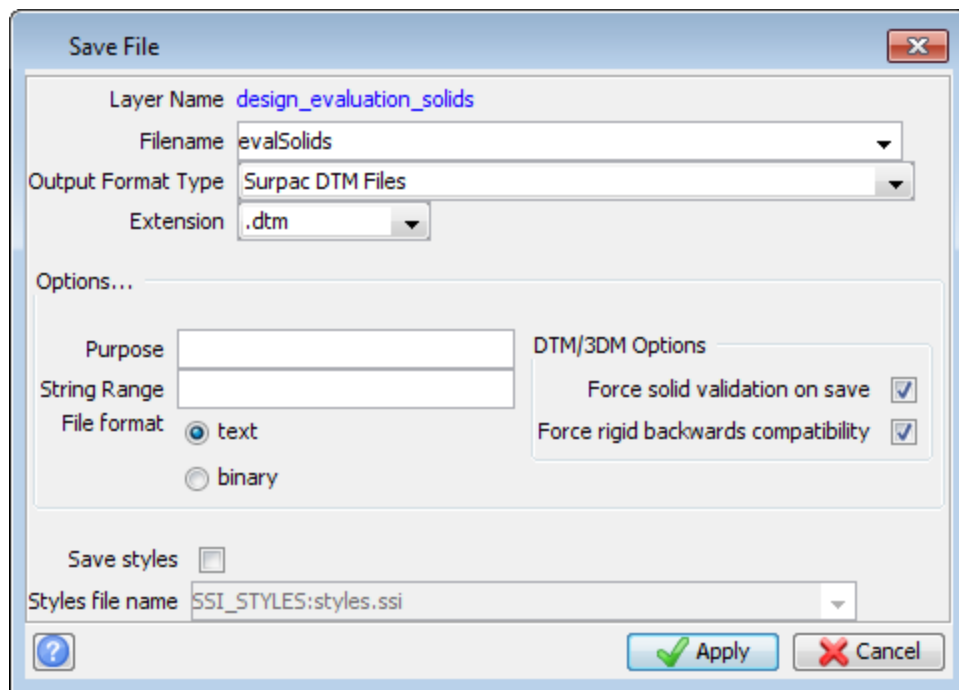 Save File
Layer Name design_evaluation_solids
Filename evalSolids
Output Format Type Surpac DTM Files
Extension .dtm
Options...
Purpose
String Range
File format text
binary
DTM/3DM Options
Force solid validation on save
Force rigid backwards compatibility
Save styles
Styles file name SSI_STYLES:styles.ssi
? Apply Cancel